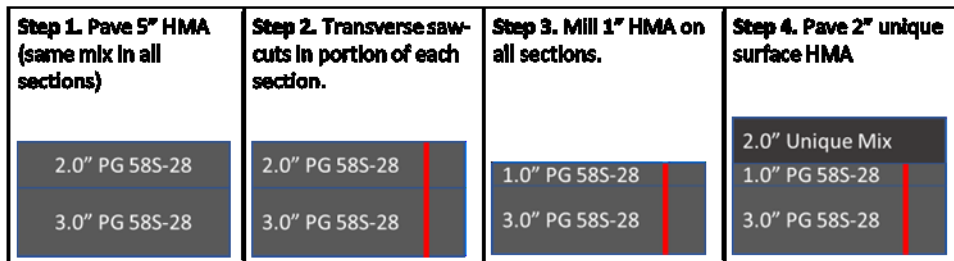 Step 1. Pave 5” HMA
(same mix in all
sections)
2.0” PG 58S-28
3.0” PG 58S-28
Step 2. Transverse saw-
cuts in portion of each
section.
2.0” PG 58S-28
3.0” PG 58S-28
Step 3. Mill 1” HMA on
all sections.
1.0” PG 58S-28
3.0” PG 58S-28
Step 4. Pave 2” unique
surface HMA
2.0” Unique Mix
1.0” PG 58S-28
3.0” PG 58S-28